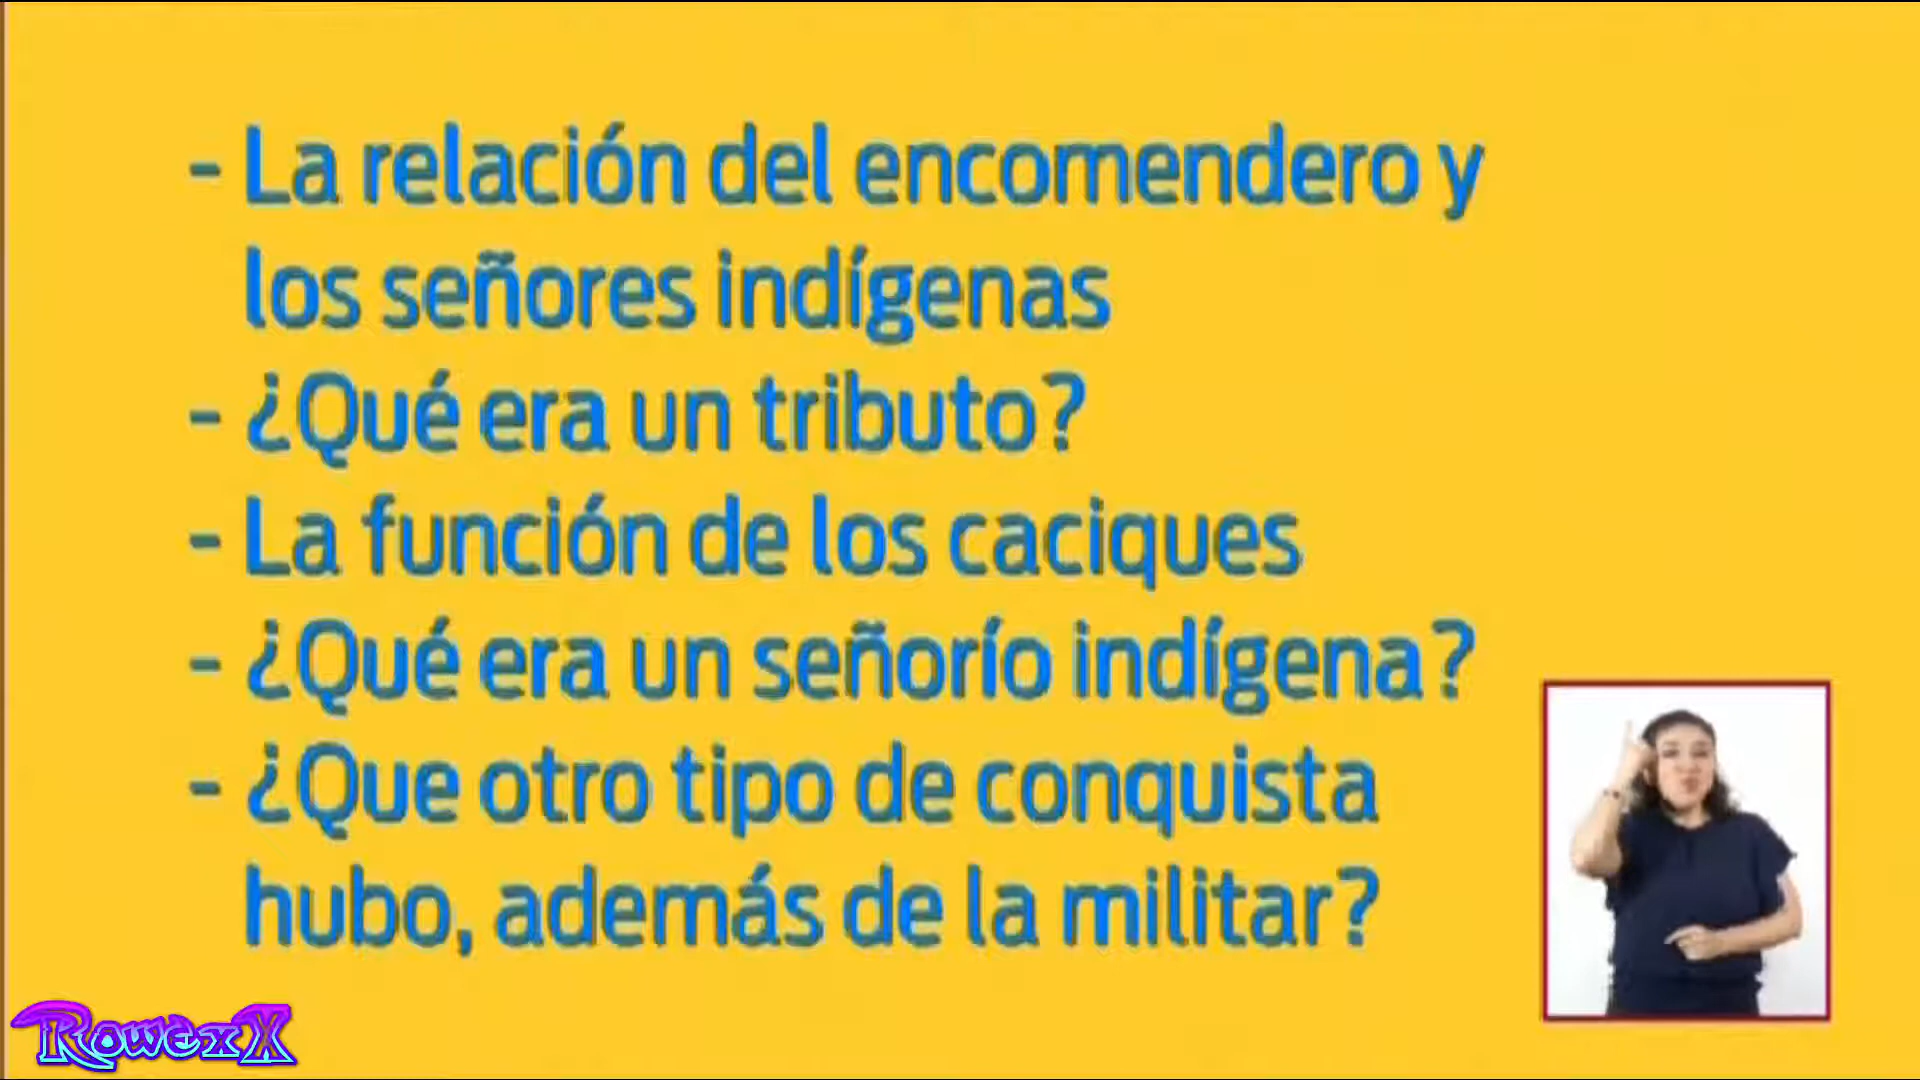 - La relación del encomendero y
los señores indígenas
- ¿Qué era un tributo?
- La función de los caciques
- ¿Qué era un señorío indígena?
- ¿Que otro tipo de conquista
hubo, además de la militar?
RowexX